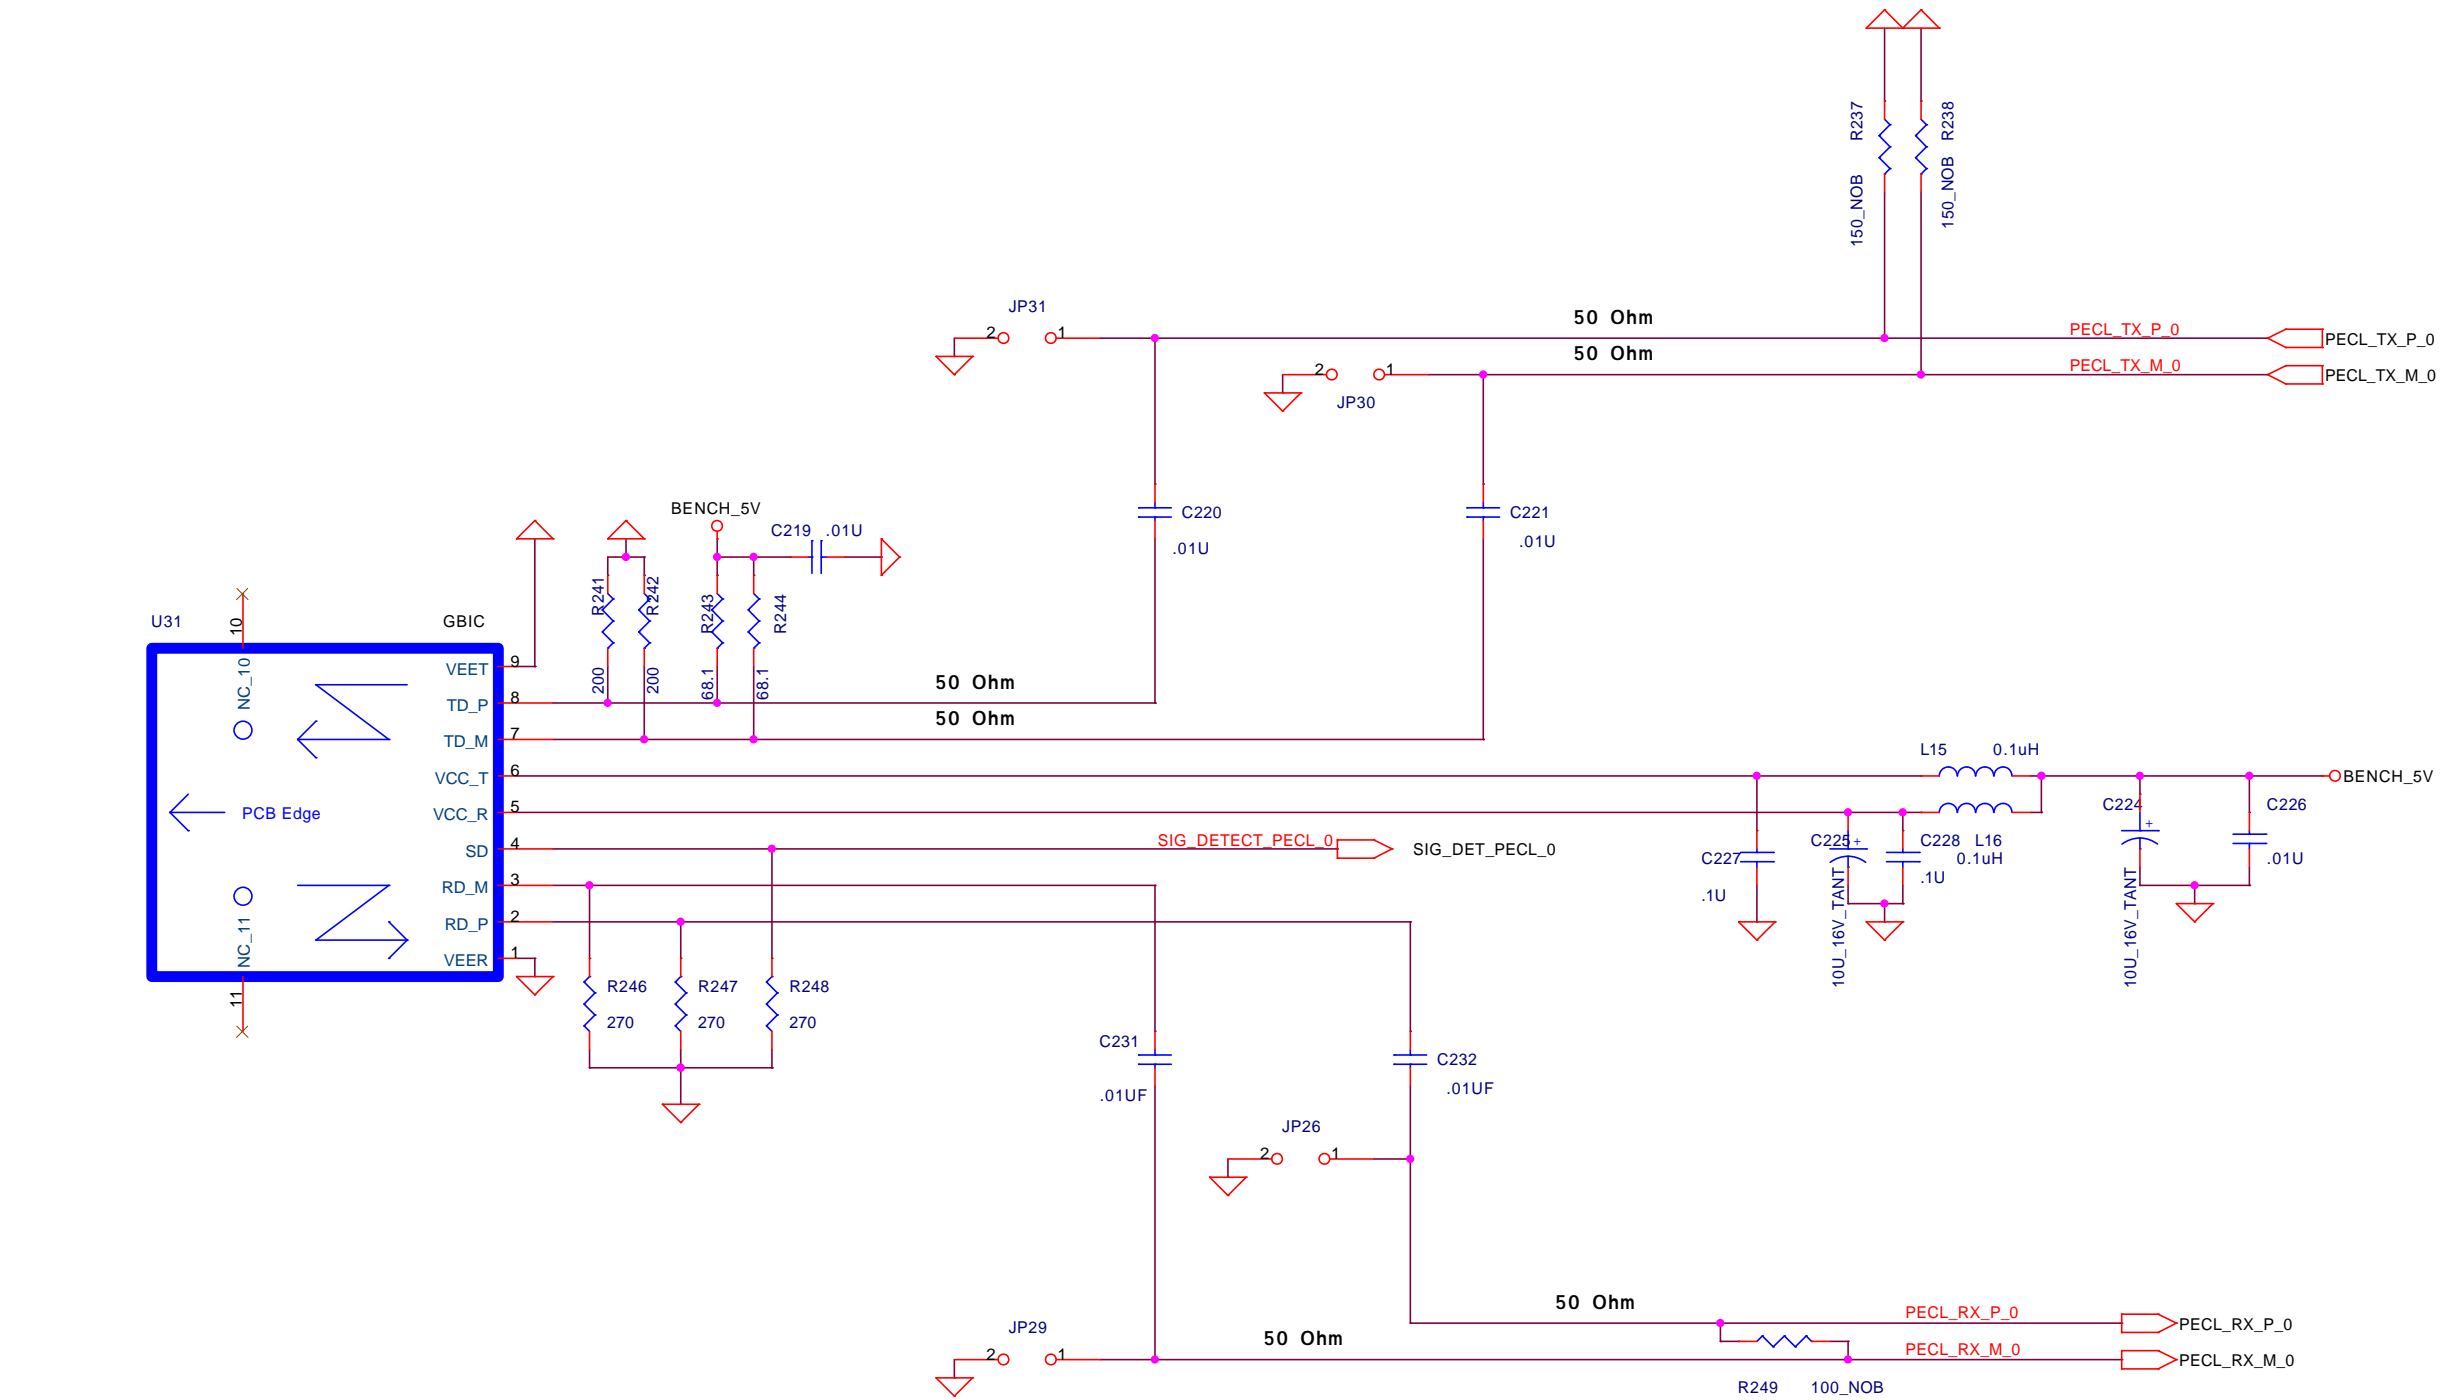 R237
R238
150_NOB
150_NOB
JP31
2
1
50 Ohm
PECL_TX_P_0
PECL_TX_P_0
50 Ohm
PECL_TX_M_0
PECL_TX_M_0
2
1
JP30
BENCH_5V
C219
.01U
C220
.01U
C221
.01U
R241
R242
R243
R244
200
200
68.1
68.1
U31
GBIC
10
NC_10
VEET
9
TD_P
8
50 Ohm
TD_M
7
50 Ohm
VCC_T
6
L15
0.1uH
BENCH_5V
VCC_R
5
PCB Edge
L16
0.1uH
C224
+
10U_16V_TANT
C226
.01U
C227
.1U
C225
+
10U_16V_TANT
C228
.1U
SD
4
SIG_DETECT_PECL_0
SIG_DET_PECL_0
RD_M
3
RD_P
2
VEER
1
NC_11
11
R246
270
R247
270
R248
270
C231
.01UF
C232
.01UF
JP26
2
1
50 Ohm
PECL_RX_P_0
PECL_RX_P_0
JP29
2
1
50 Ohm
PECL_RX_M_0
PECL_RX_M_0
R249
100_NOB